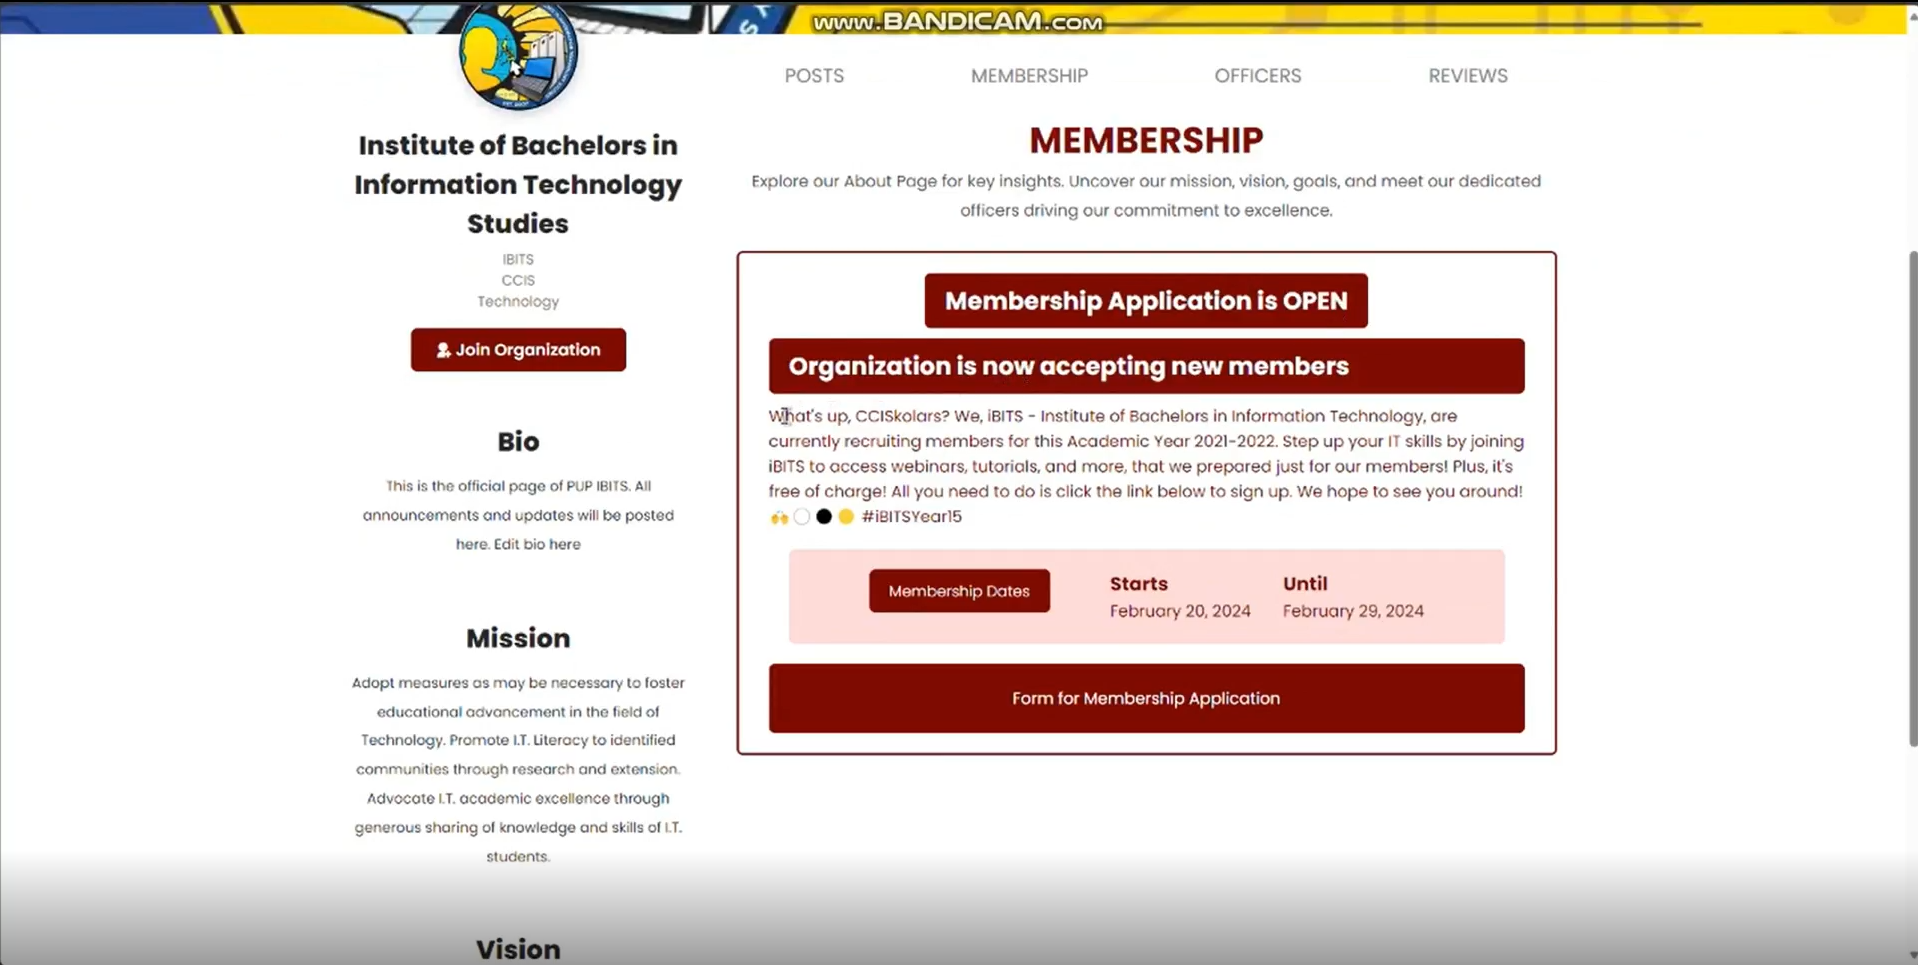 www.BANDICAM.com
POSTS
MEMBERSHIP
OFFICERS
REVIEWS
Institute of Bachelors in
Information Technology
Studies
IBITS
CCIS
Technology
Join Organization
Bio
This is the official page of PUP IBITS. All
announcements and updates will be posted
here. Edit bio here
Mission
Adopt measures as may be necessary to foster
educational advancement in the field of
Technology. Promote I.T. Literacy to identified
communities through research and extension.
Advocate I.T. academic excellence through
generous sharing of knowledge and skills of I.T.
students.
Vision
MEMBERSHIP
Explore our About Page for key insights. Uncover our mission, vision, goals, and meet our dedicated
officers driving our commitment to excellence.
Membership Application is OPEN
Organization is now accepting new members
What's up, CCISkolars? We, iBITS - Institute of Bachelors in Information Technology, are
currently recruiting members for this Academic Year 2021-2022. Step up your IT skills by joining
iBITS to access webinars, tutorials, and more, that we prepared just for our members! Plus, it's
free of charge! All you need to do is click the link below to sign up. We hope to see you around!
🙌⚪⚫🟡 #iBITSYear15
Membership Dates
Starts
February 20, 2024
Until
February 29, 2024
Form for Membership Application